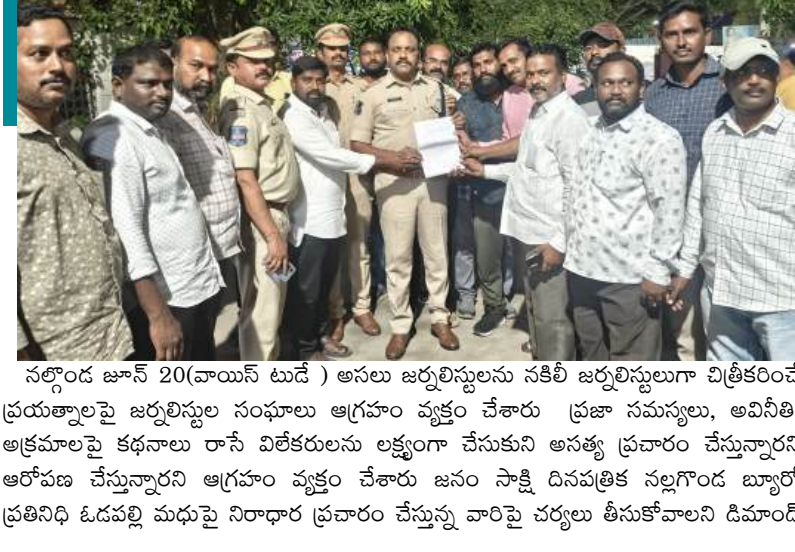 నల్గొండ జూన్ 20(వాయిస్ టుడే ) అసలు జర్నలిస్టులను నకిలీ జర్నలిస్టులుగా చిత్రీకరించే
ప్రయత్నాలపై జర్నలిస్టుల సంఘాలు ఆగ్రహం వ్యక్తం చేశారు ప్రజా సమస్యలు, అవినీతి
అక్రమాలపై కథనాలు రాసే విలేకరులను లక్ష్యంగా చేసుకుని అసత్య ప్రచారం చేస్తున్నారని
ఆరోపణ చేస్తున్నారని ఆగ్రహం వ్యక్తం చేశారు జనం సాక్షి దినపత్రిక నల్లగొండ బ్యూరో
ప్రతినిధి ఓడపల్లి మధుపై నిరాధార ప్రచారం చేస్తున్న వారిపై చర్యలు తీసుకోవాలని డిమాండ్